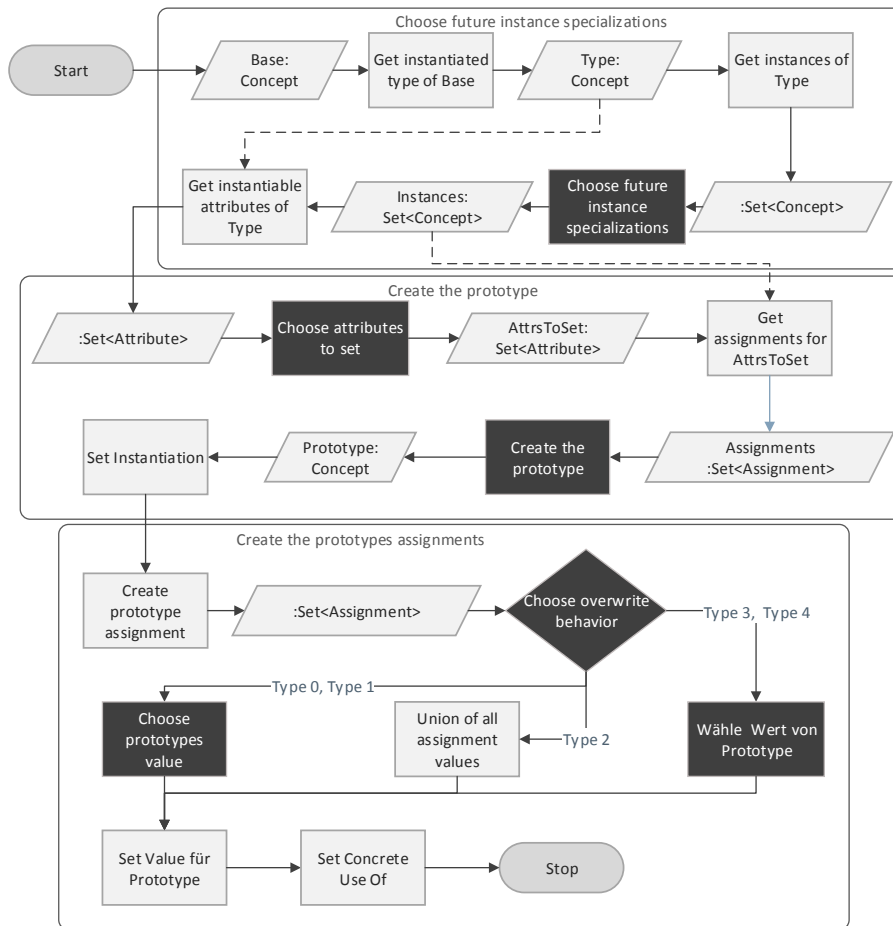 Choose future instance specializations
Start
Base:
Concept
Get instantiated
type of Base
Type:
Concept
Get instances of
Type
Get instantiable
attributes of
Type
Instances:
Set<Concept>
Choose future
instance
specializations
:Set<Concept>
Create the prototype
:Set<Attribute>
Choose attributes
to set
AttrsToSet:
Set<Attribute>
Get
assignments for
AttrsToSet
Set Instantiation
Prototype:
Concept
Create the
prototype
Assignments
:Set<Assignment>
Create the prototypes assignments
Create
prototype
assignment
:Set<Assignment>
Choose overwrite
behavior
Type 3, Type 4
Type 0, Type 1
Type 2
Choose
prototypes
value
Union of all
assignment
values
Wähle Wert von
Prototype
Set Value für
Prototype
Set Concrete
Use Of
Stop